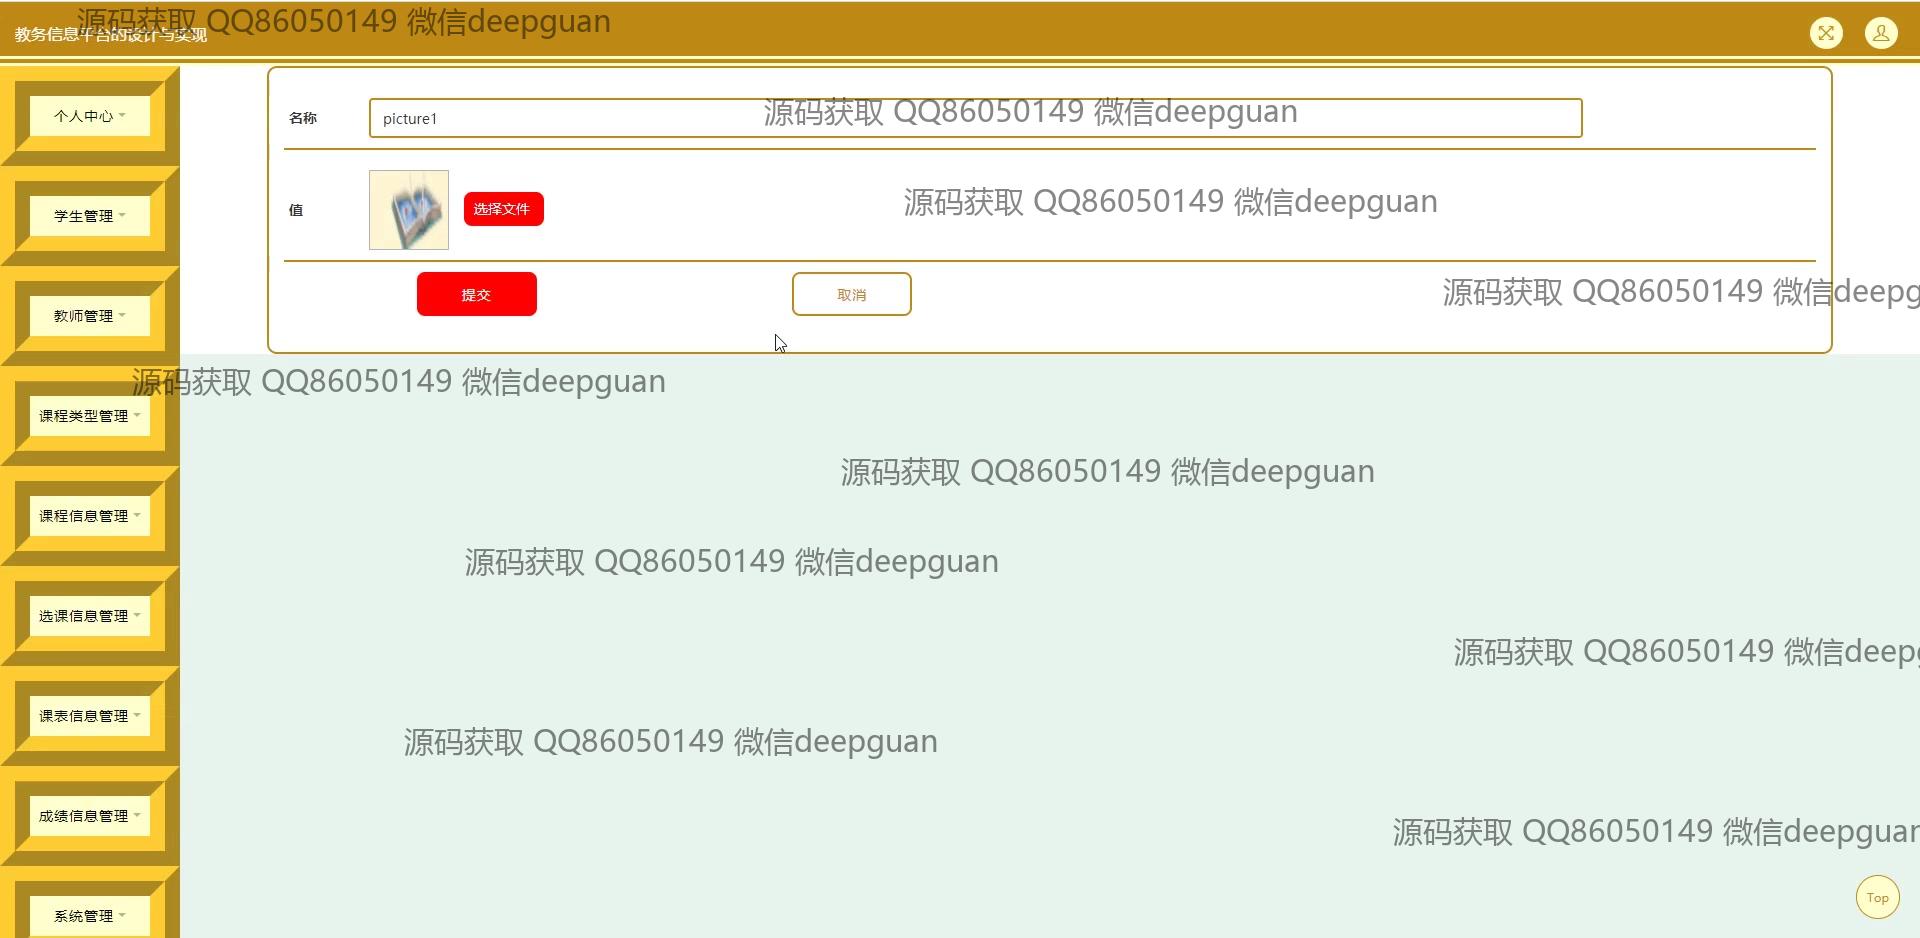 源码获取 QQ86050149 微信deepguan
教务信息平台的设计与实现
个人中心
名称
picture1
源码获取 QQ86050149 微信deepguan
值
选择文件
源码获取 QQ86050149 微信deepguan
学生管理
提交
取消
源码获取 QQ86050149 微信deepg
教师管理
源码获取 QQ86050149 微信deepguan
课程类型管理
源码获取 QQ86050149 微信deepguan
课程信息管理
源码获取 QQ86050149 微信deepguan
选课信息管理
源码获取 QQ86050149 微信deepg
课表信息管理
源码获取 QQ86050149 微信deepguan
成绩信息管理
源码获取 QQ86050149 微信deepguan
系统管理
Top